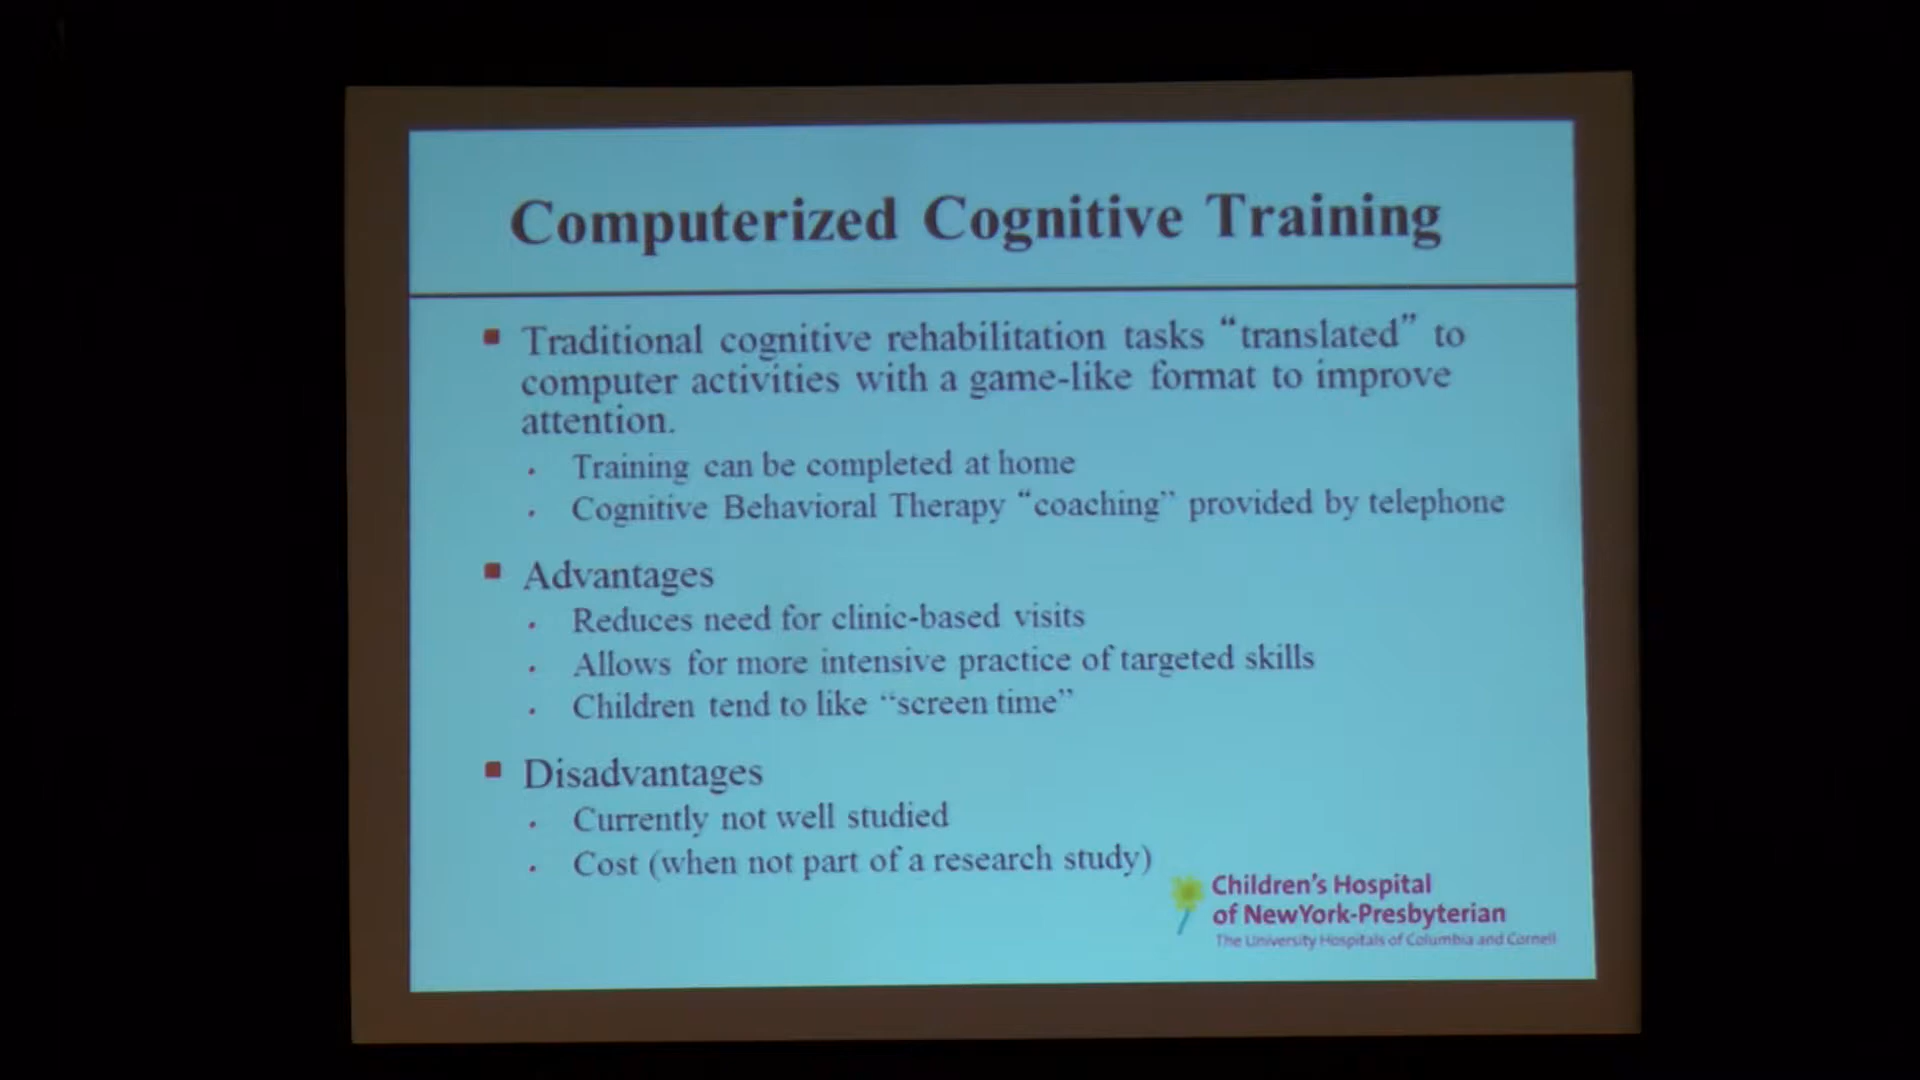 Computerized Cognitive Training
Traditional cognitive rehabilitation tasks “translated” to
computer activities with a game-like format to improve
attention.
Training can be completed at home
Cognitive Behavioral Therapy “coaching” provided by telephone
Advantages
Reduces need for clinic-based visits
Allows for more intensive practice of targeted skills
Children tend to like “screen time”
Disadvantages
Currently not well studied
Cost (when not part of a research study)
Children's Hospital
of NewYork-Presbyterian
The University Hospitals of Columbia and Cornell